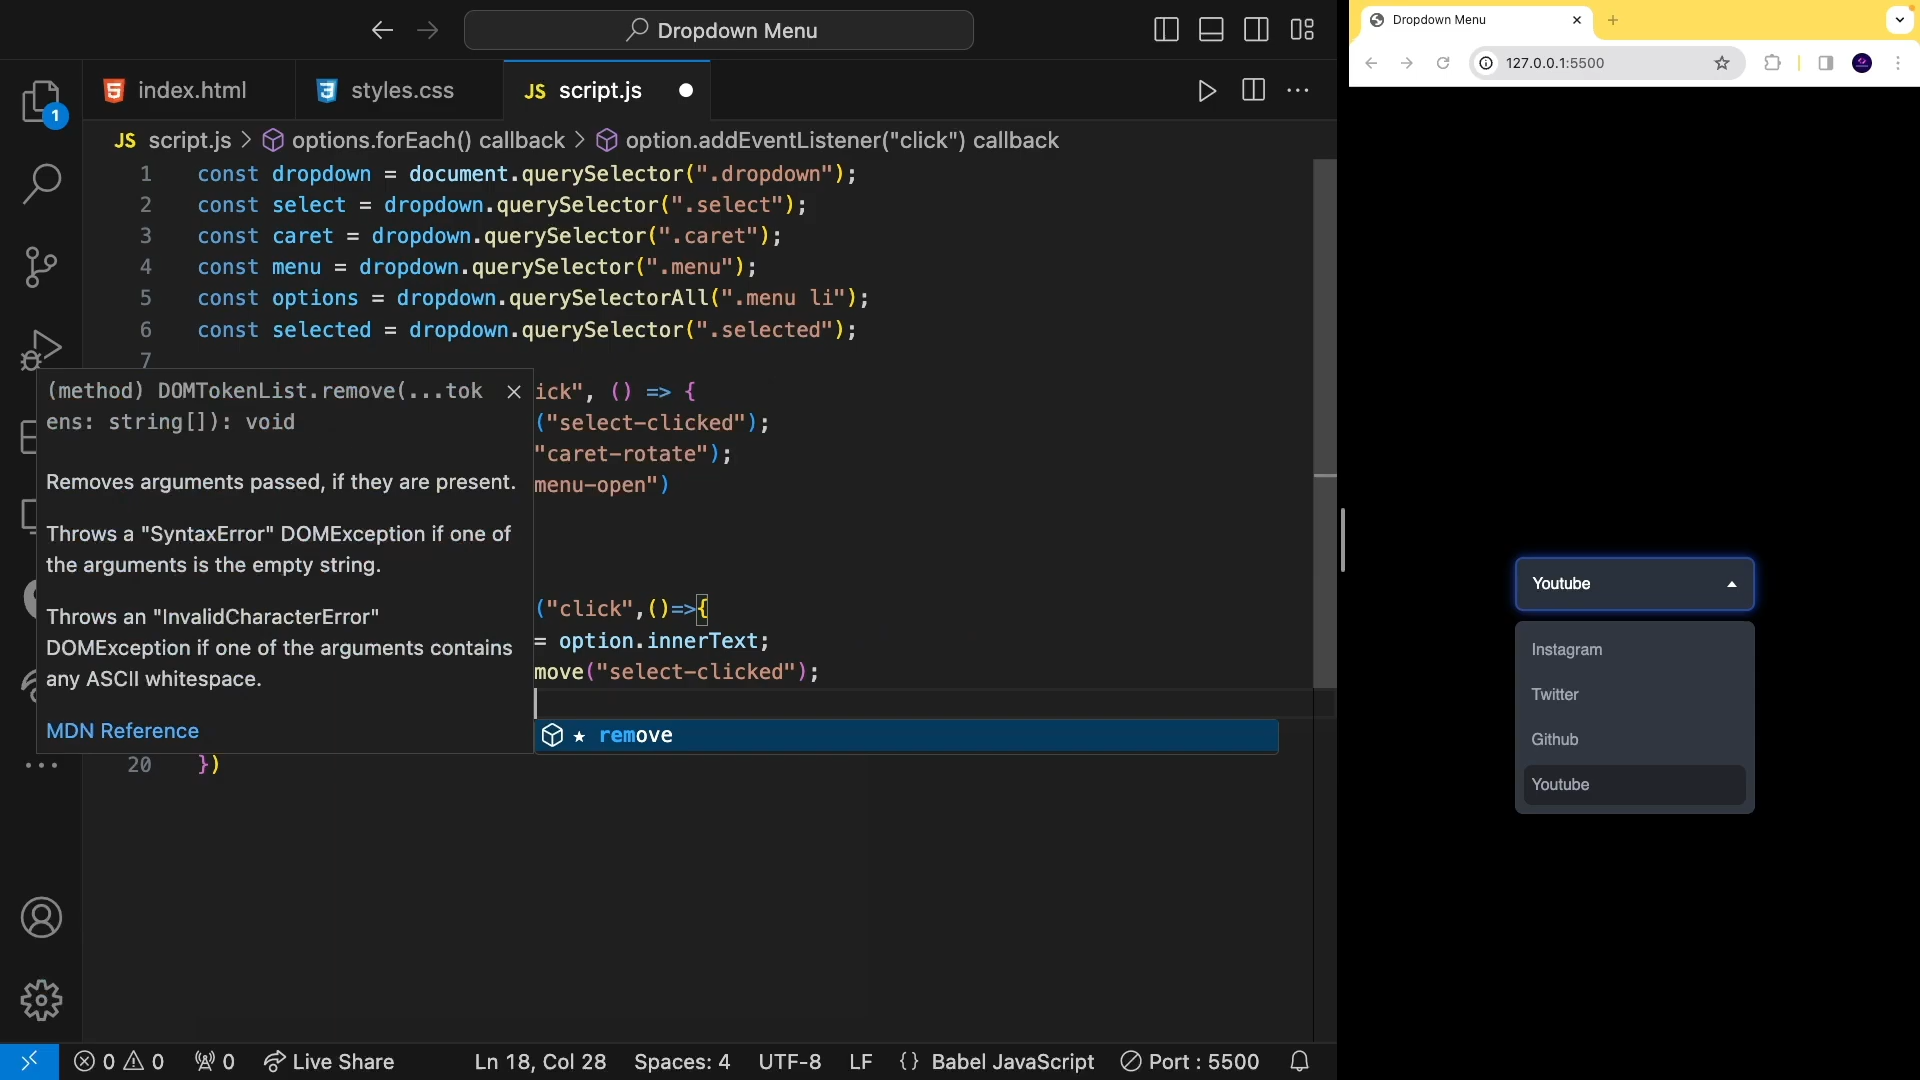 Dropdown Menu
index.html
styles.css
JS script.js
JS script.js > options.forEach() callback > option.addEventListener("click") callback
1 const dropdown = document.querySelector(".dropdown");
2 const select = dropdown.querySelector(".select");
3 const caret = dropdown.querySelector(".caret");
4 const menu = dropdown.querySelector(".menu");
5 const options = dropdown.querySelectorAll(".menu li");
6 const selected = dropdown.querySelector(".selected");
7
ick", () => {
("select-clicked");
"caret-rotate");
menu-open")
("click",()=>{
= option.innerText;
move("select-clicked");
remove
20 })
1
(method) DOMTokenList.remove(...tok
ens: string[]): void
Removes arguments passed, if they are present.
Throws a "SyntaxError" DOMException if one of
the arguments is the empty string.
Throws an "InvalidCharacterError"
DOMException if one of the arguments contains
any ASCII whitespace.
MDN Reference
0 0 0 Live Share Ln 18, Col 28 Spaces: 4 UTF-8 LF {} Babel JavaScript Port : 5500
Dropdown Menu
127.0.0.1:5500
Youtube
Instagram
Twitter
Github
Youtube